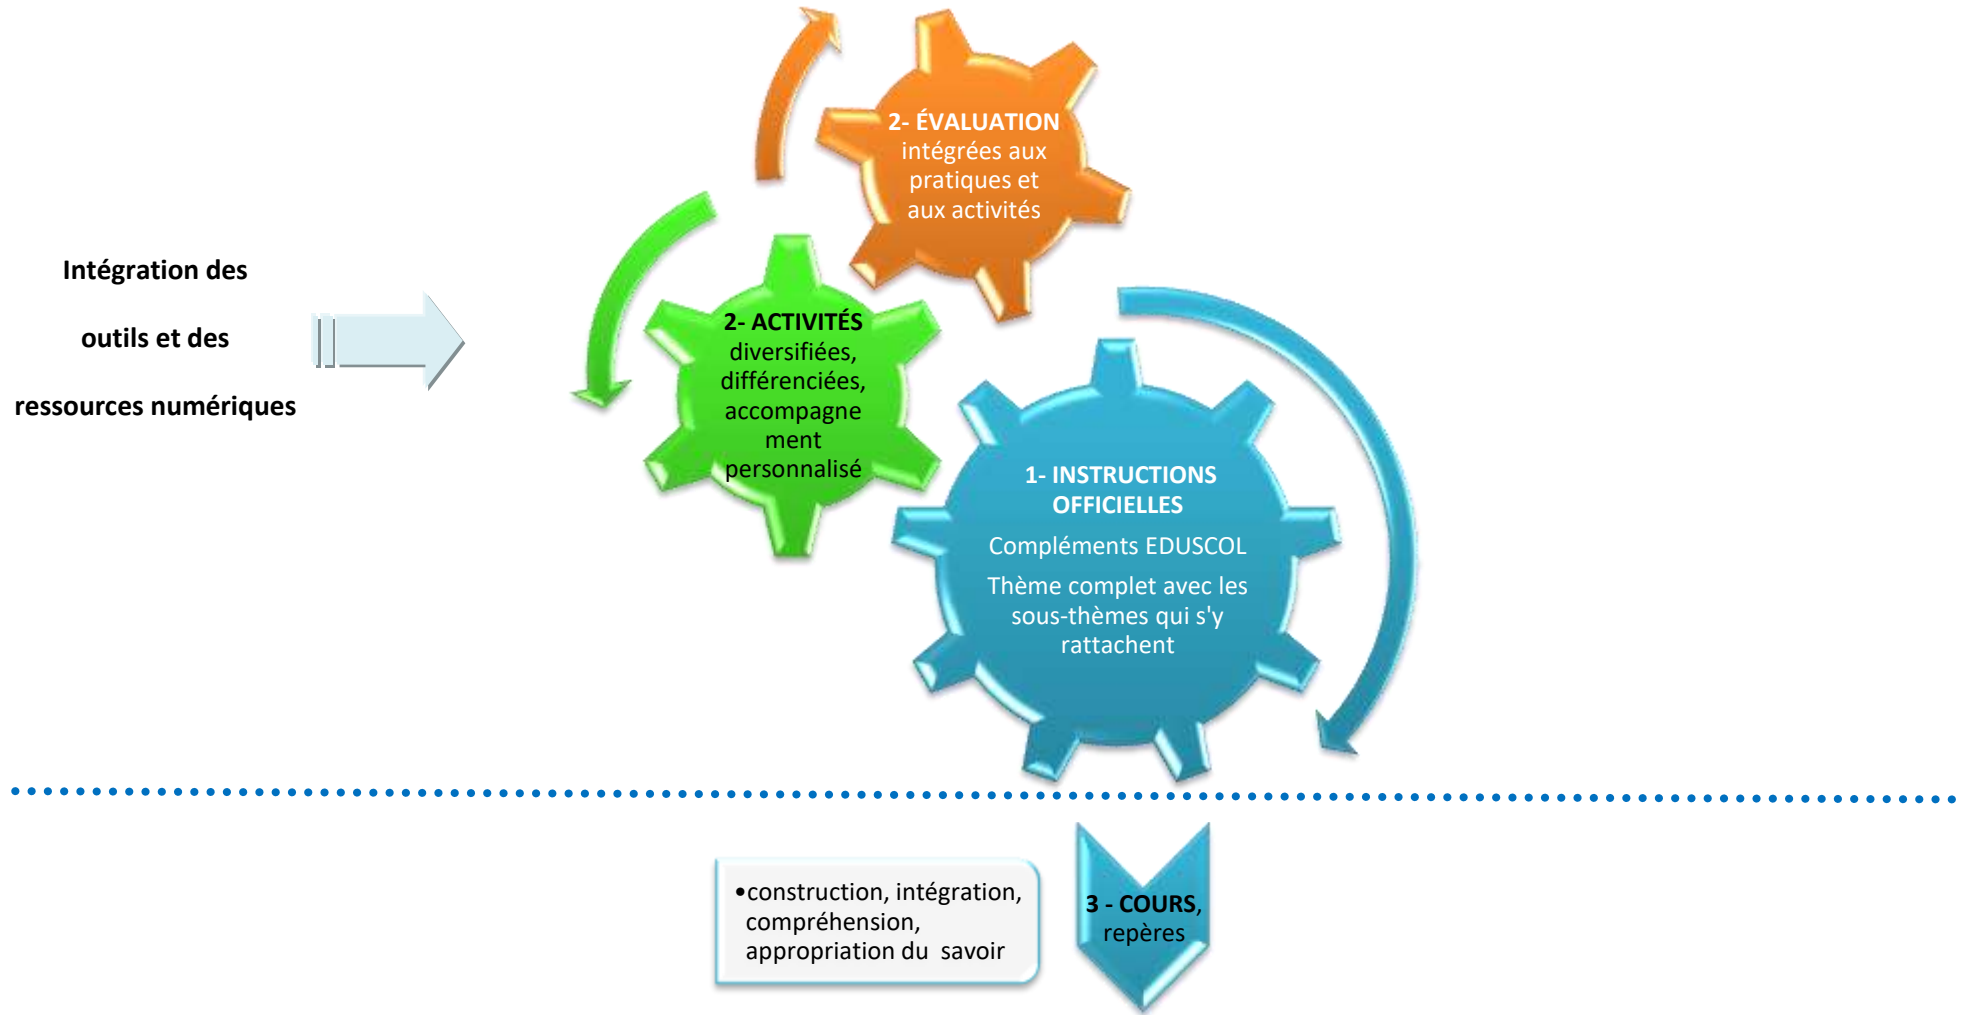 2- ÉVALUATION
intégrées aux
pratiques et
aux activités
Intégration des
outils et des
ressources numériques
2- ACTIVITÉS
diversifiées,
différenciées,
accompagne
ment
personnalisé
1- INSTRUCTIONS
OFFICIELLES
Compléments EDUSCOL
Thème complet avec les
sous-thèmes qui s'y
rattachent
•construction, intégration,
compréhension,
appropriation du  savoir
3 - COURS,
repères